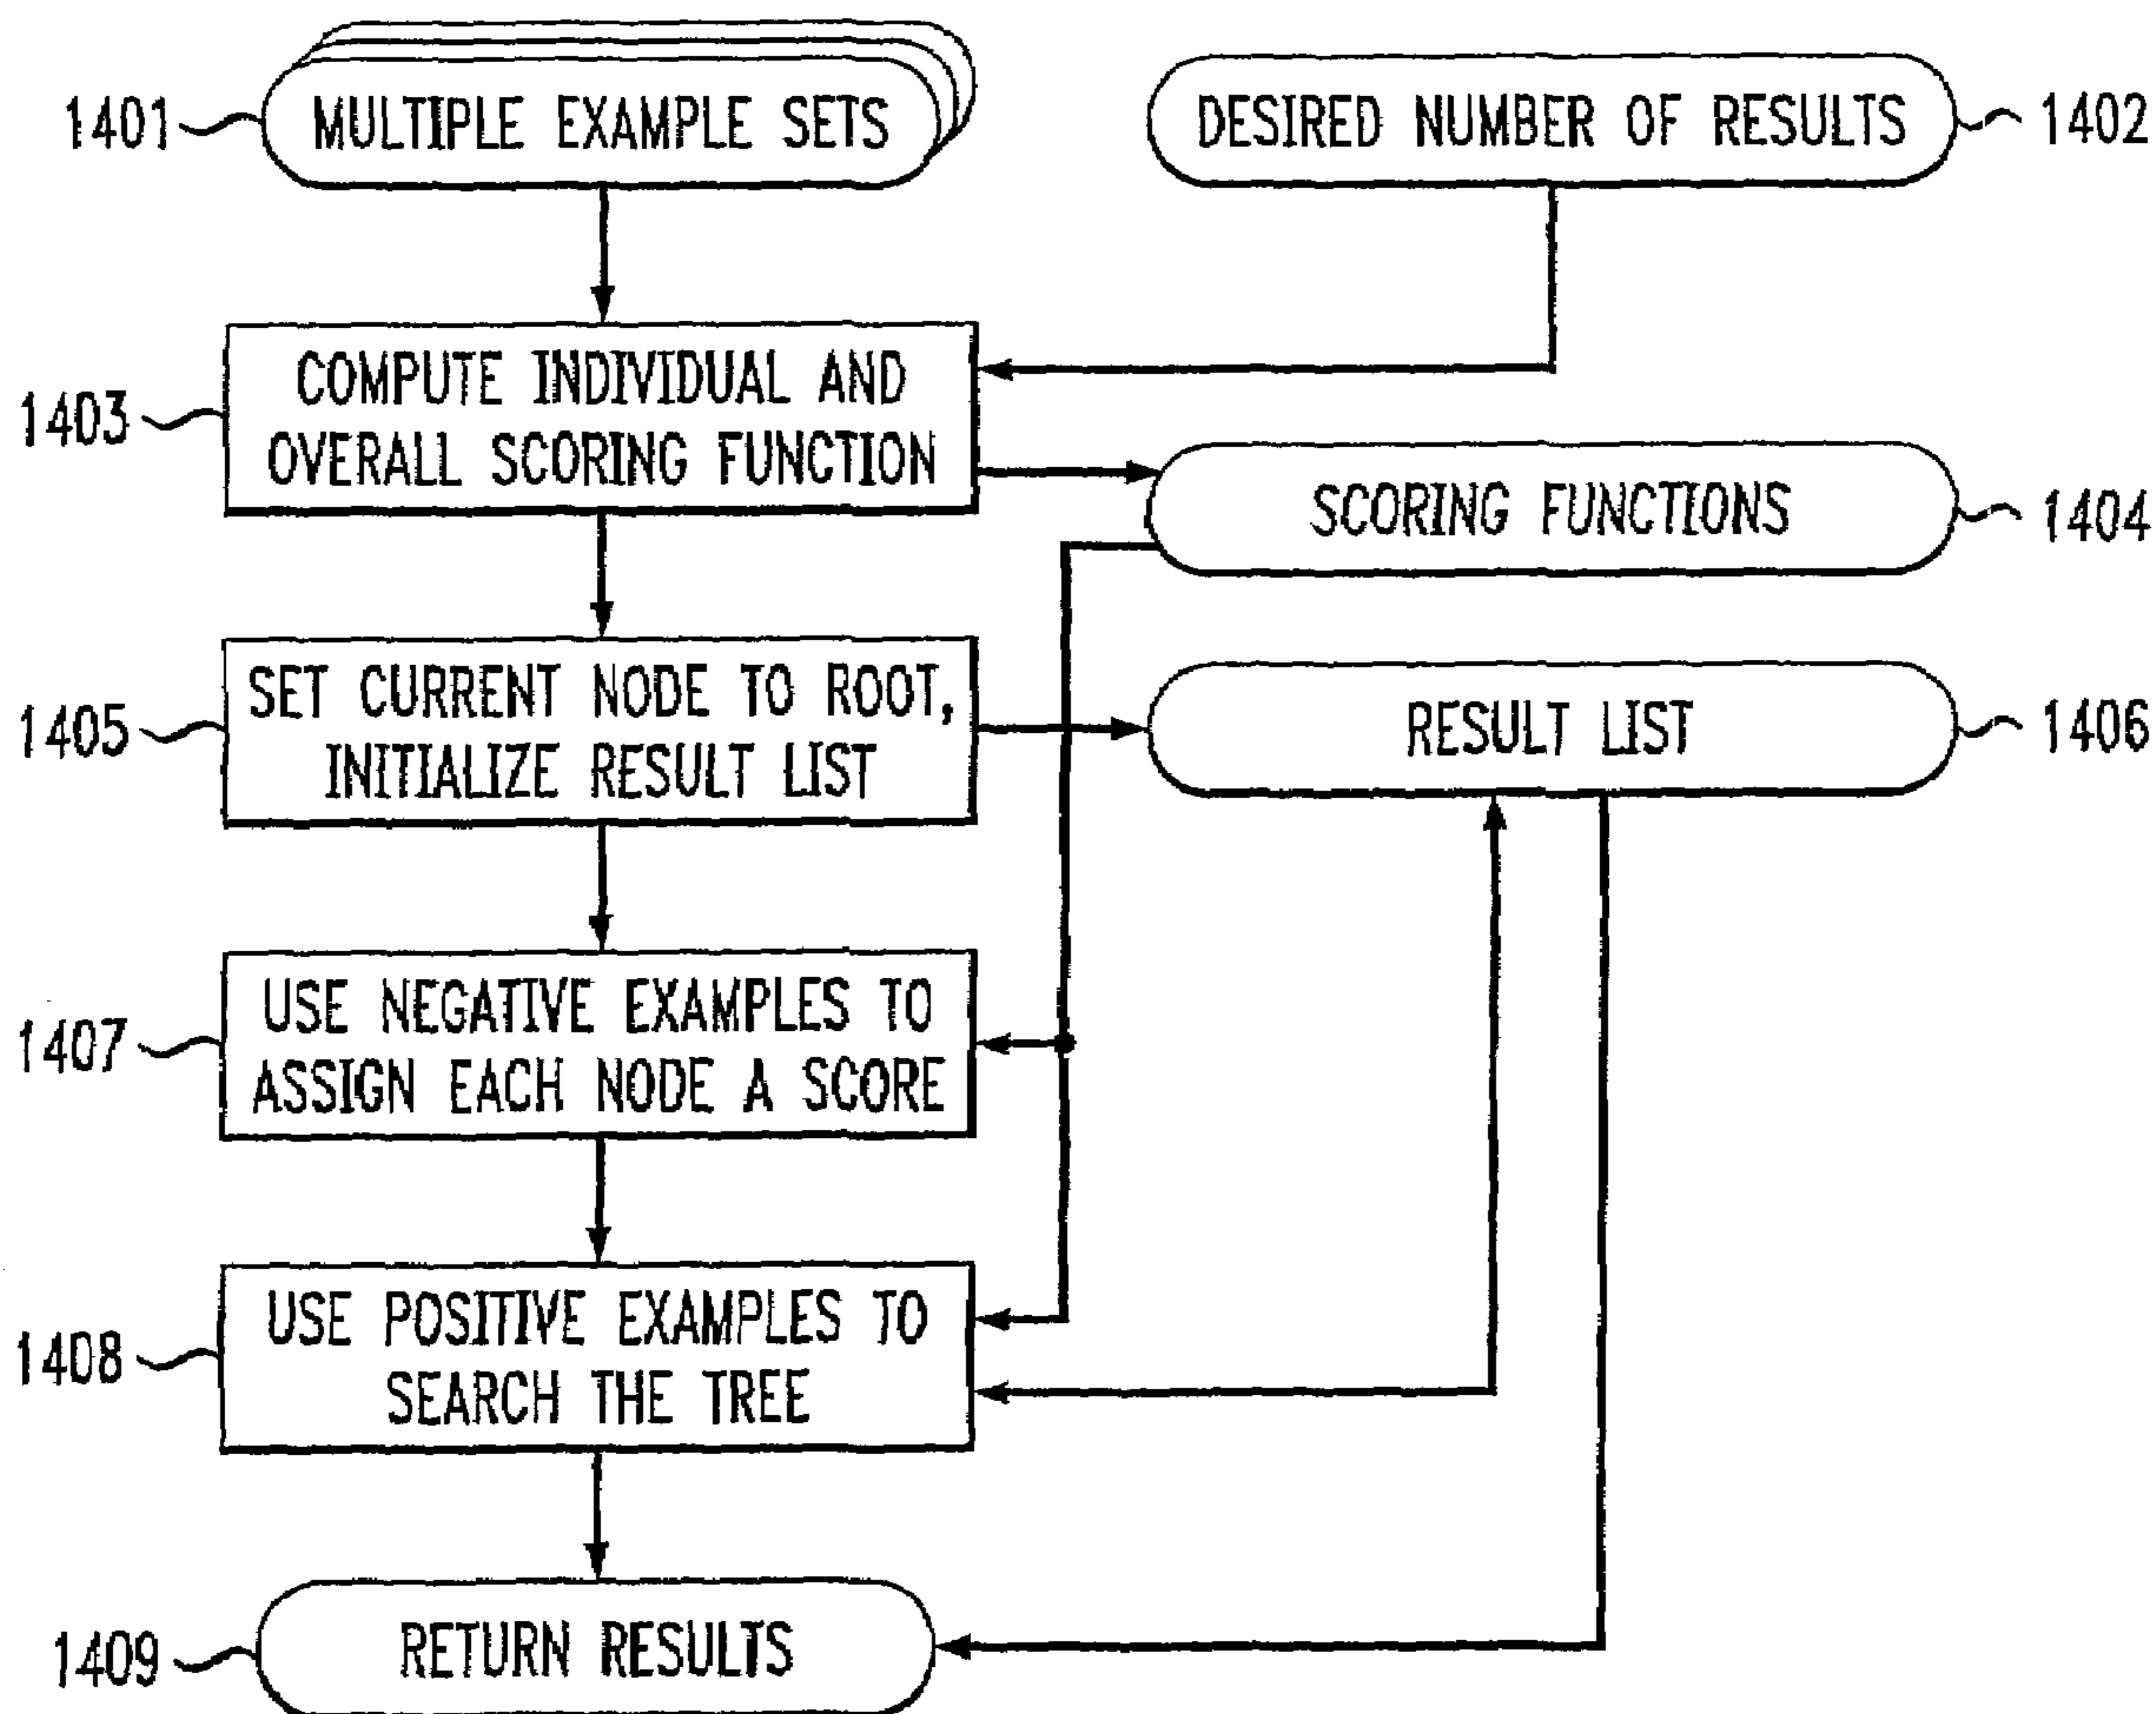 1401
MULTIPLE EXAMPLE SETS
DESIRED NUMBER OF RESULTS
1402
1403
COMPUTE INDIVIDUAL AND
OVERALL SCORING FUNCTION
SCORING FUNCTIONS
1404
1405
SET CURRENT NODE TO ROOT,
INITIALIZE RESULT LIST
RESULT LIST
1406
1407
USE NEGATIVE EXAMPLES TO
ASSIGN EACH NODE A SCORE
1408
USE POSITIVE EXAMPLES TO
SEARCH THE TREE
1409
RETURN RESULTS